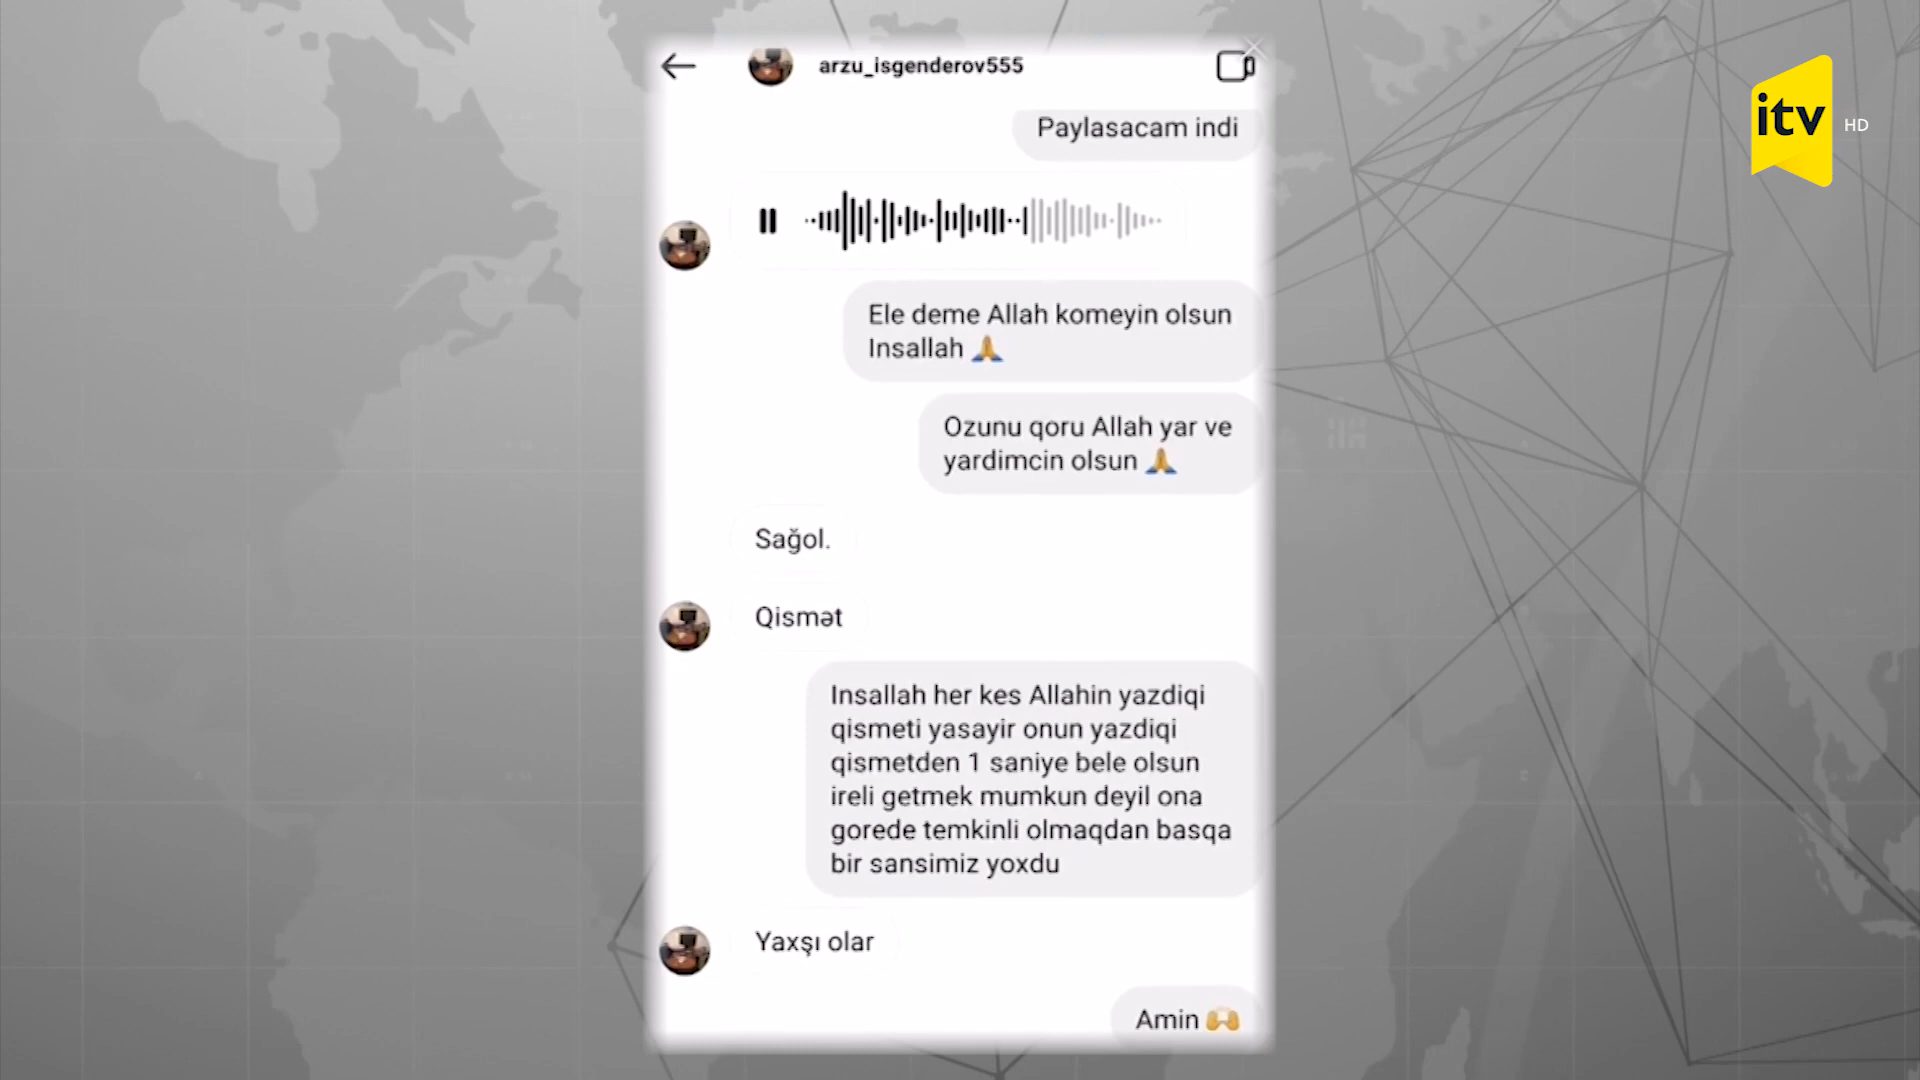 arzu_isgenderov555
itv HD
Paylasacam indi
Ele deme Allah komeyin olsun
Insallah 🙏
Ozunu qoru Allah yar ve
yardimcin olsun 🙏
Sağol.
Qismət
Insallah her kes Allahin yazdiqi
qismeti yasayir onun yazdiqi
qismetden 1 saniye bele olsun
ireli getmek mumkun deyil ona
gorede temkinli olmaqdan basqa
bir sansimiz yoxdu
Yaxşı olar
Amin 🙌